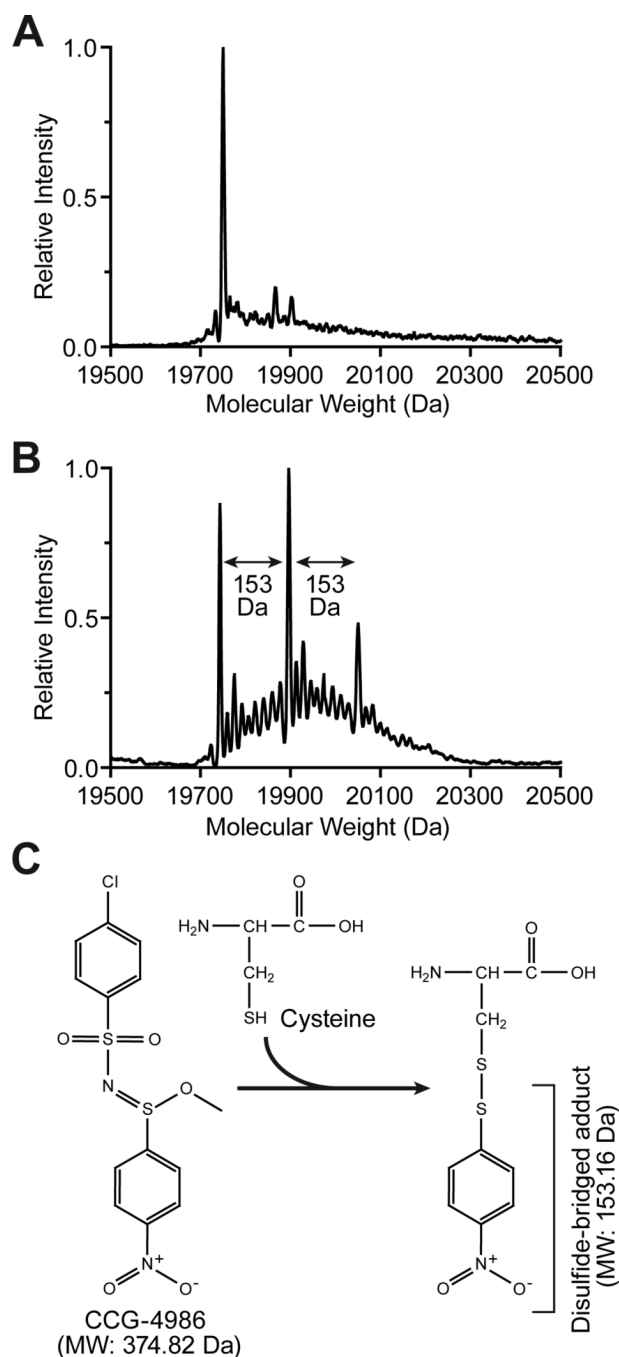 A
Relative Intensity
1.0
0.5
0.0
19500 19700 19900 20100 20300 20500
Molecular Weight (Da)
B
Relative Intensity
1.0
0.5
0.0
153
Da
153
Da
19500 19700 19900 20100 20300 20500
Molecular Weight (Da)
C
Cl
O S O
N
S O
N+
O O-
CCG-4986
(MW: 374.82 Da)
O
H2N CH C OH
CH2
SH
Cysteine
O
H2N CH C OH
CH2
S
S
N+
O O-
Disulfide-bridged adduct
(MW: 153.16 Da)